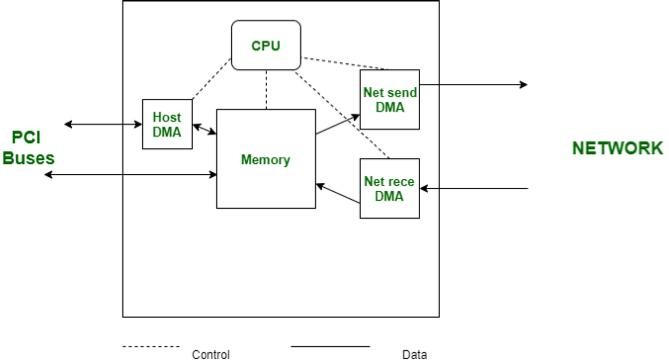 CPU
Net send
DMA
Host
DMA
PCI
Buses
Memory
NETWORK
Net rece
DMA
Control
Data